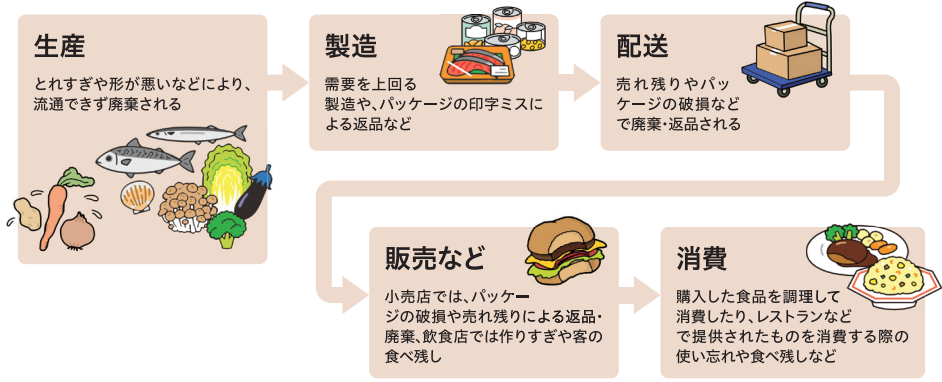 生産
とれすぎや形が悪いなどにより、
流通できず廃棄される
製造
需要を上回る
製造や、パッケージの印字ミスに
よる返品など
配送
売れ残りやパッ
ケージの破損など
で廃棄・返品される
販売など
小売店では、パッケー
ジの破損や売れ残りによる返品・
廃棄、飲食店では作りすぎや客の
食べ残し
消費
購入した食品を調理して
消費したり、レストランなど
で提供されたものを消費する際の
使い忘れや食べ残しなど